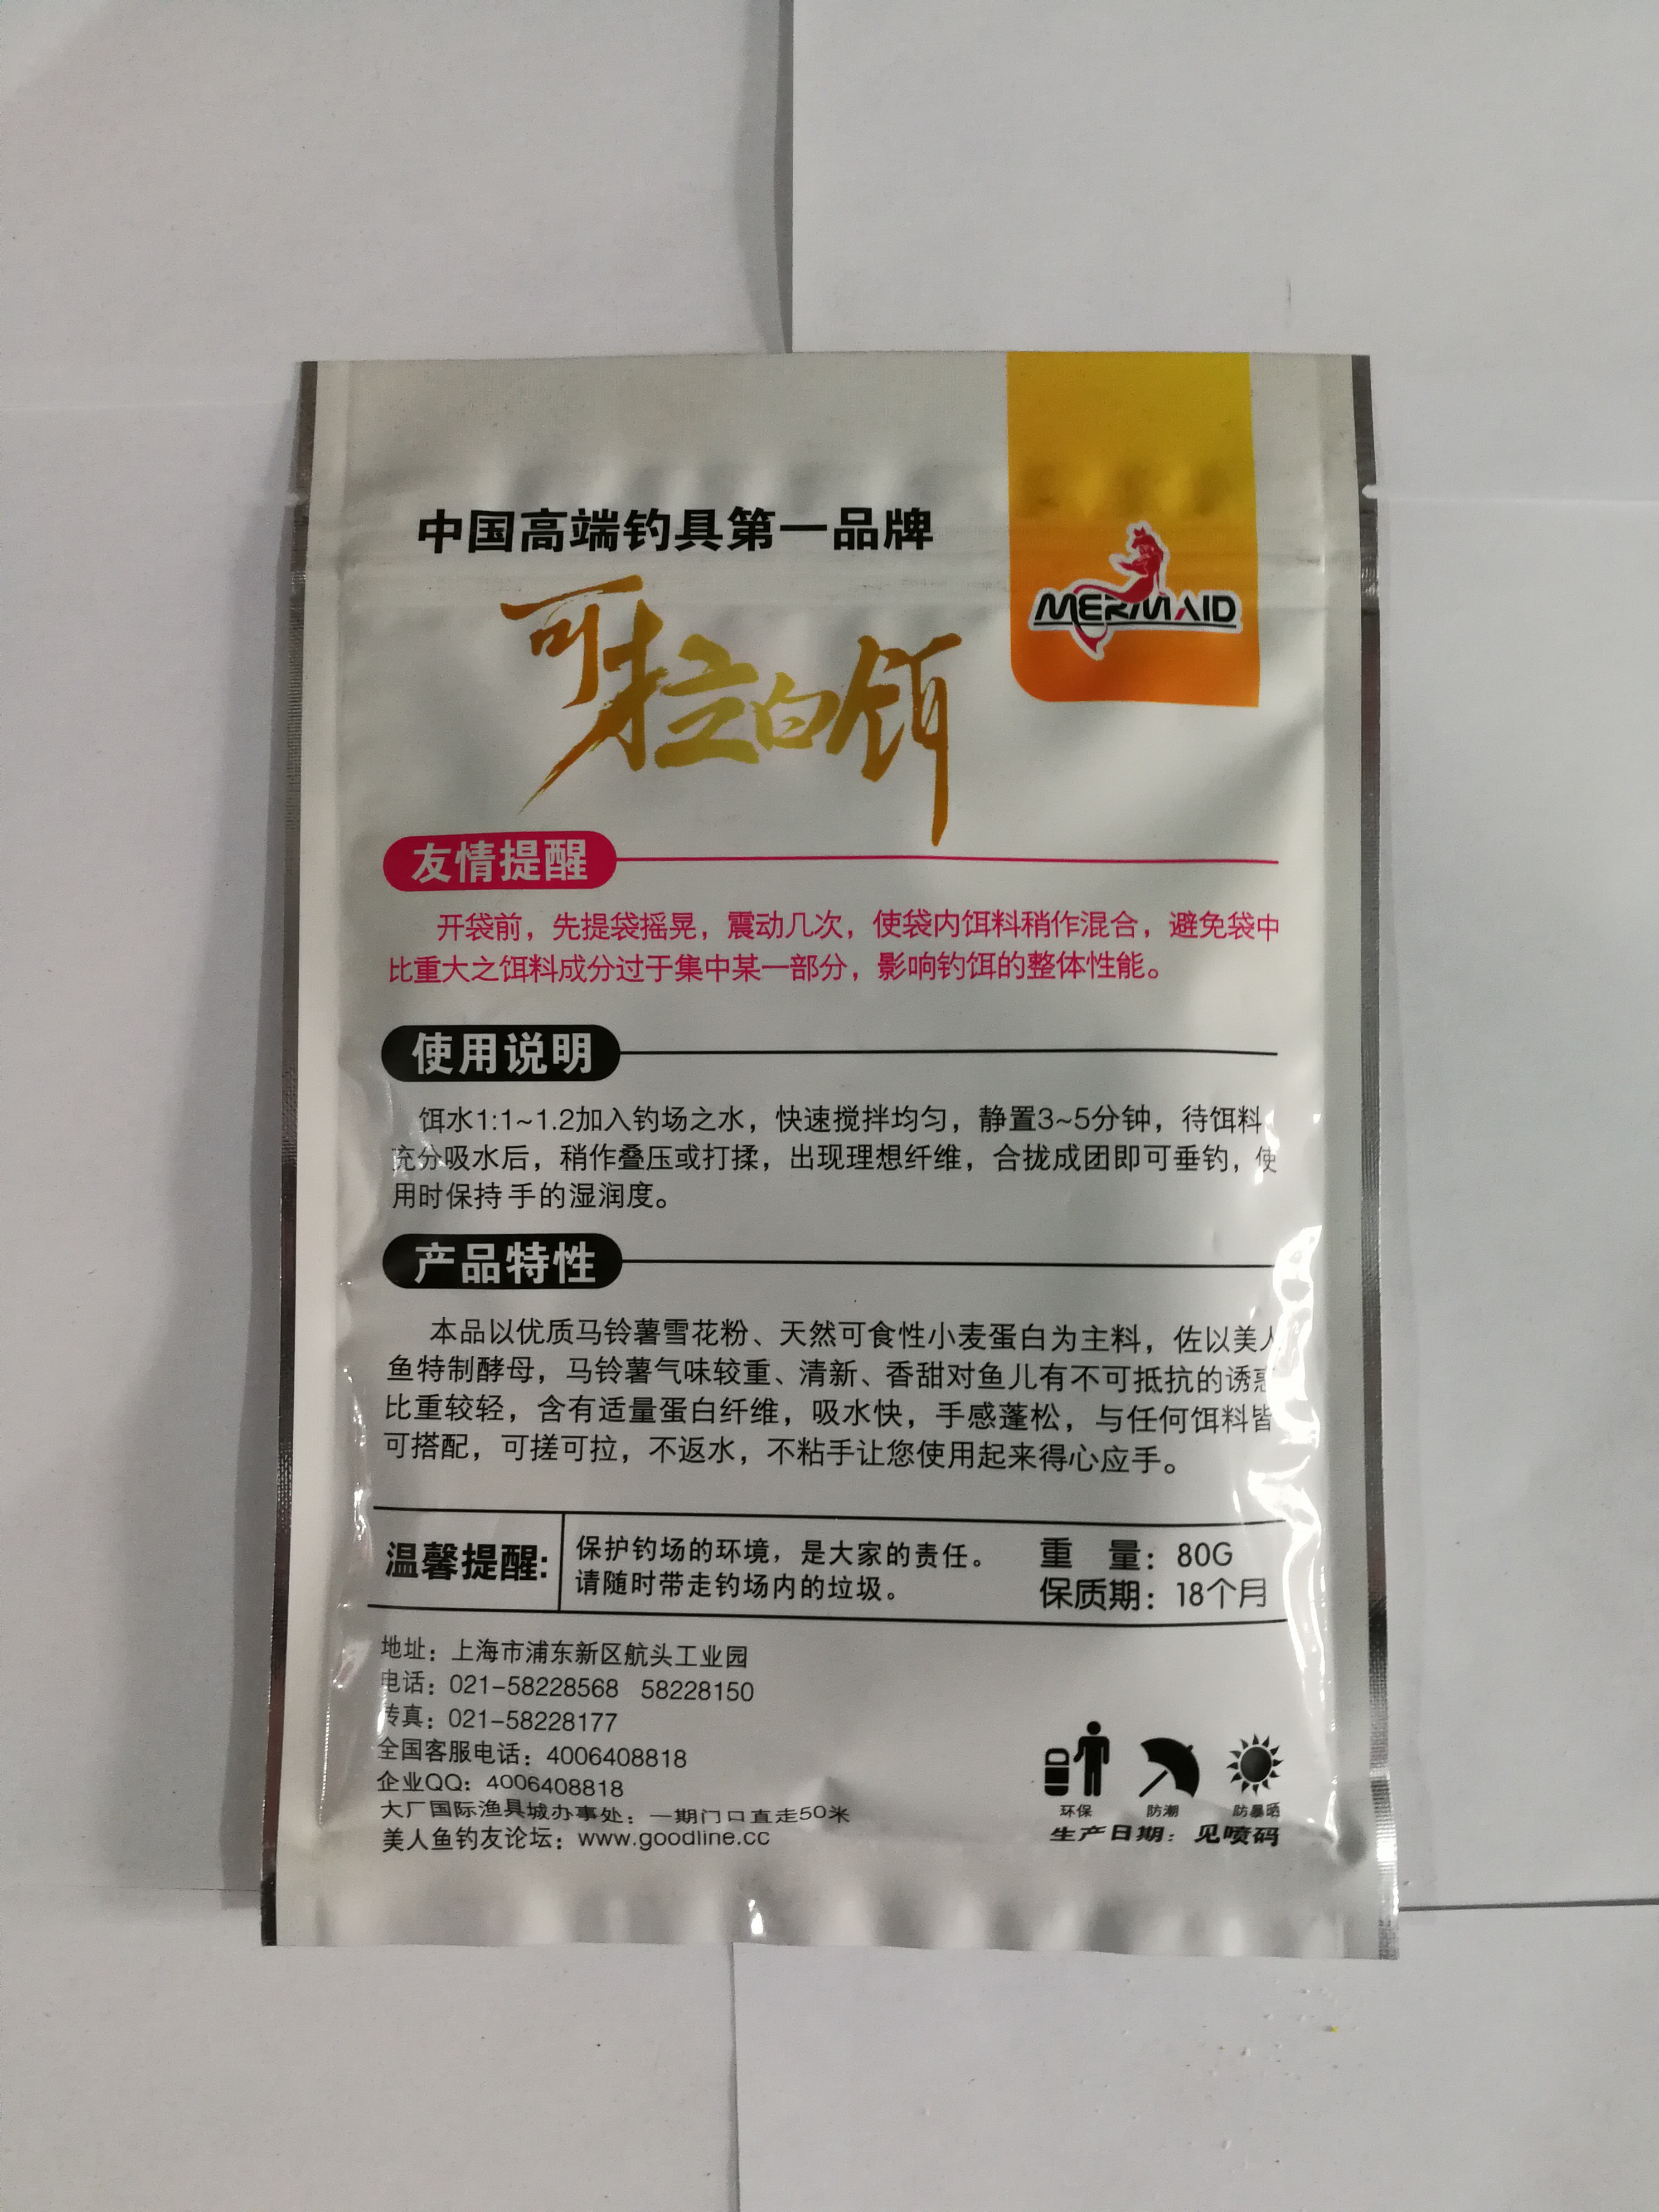 中国高端钓具第一品牌
MERMAID
可拉白饵
友情提醒
开袋前，先提袋摇晃，震动几次，使袋内饵料稍作混合，避免袋中
比重大之饵料成分过于集中某一部分，影响钓饵的整体性能。
使用说明
饵水1:1~1.2加入钓场之水，快速搅拌均匀，静置3~5分钟，待饵料
充分吸水后，稍作叠压或打揉，出现理想纤维，合拢成团即可垂钓，使
用时保持手的湿润度。
产品特性
本品以优质马铃薯雪花粉、天然可食性小麦蛋白为主料，佐以美人
鱼特制酵母，马铃薯气味较重、清新、香甜对鱼儿有不可抵抗的诱惑
比重较轻，含有适量蛋白纤维，吸水快，手感蓬松，与任何饵料皆
可搭配，可搓可拉，不返水，不粘手让您使用起来得心应手。
温馨提醒:
保护钓场的环境，是大家的责任。
请随时带走钓场内的垃圾。
重 量：80G
保质期：18个月
地址：上海市浦东新区航头工业园
电话：021-58228568 58228150
传真：021-58228177
全国客服电话：4006408818
企业QQ：4006408818
大厂国际渔具城办事处：一期门口直走50米
美人鱼钓友论坛：www.goodline.cc
环保 防潮 防暴晒
生产日期：见喷码